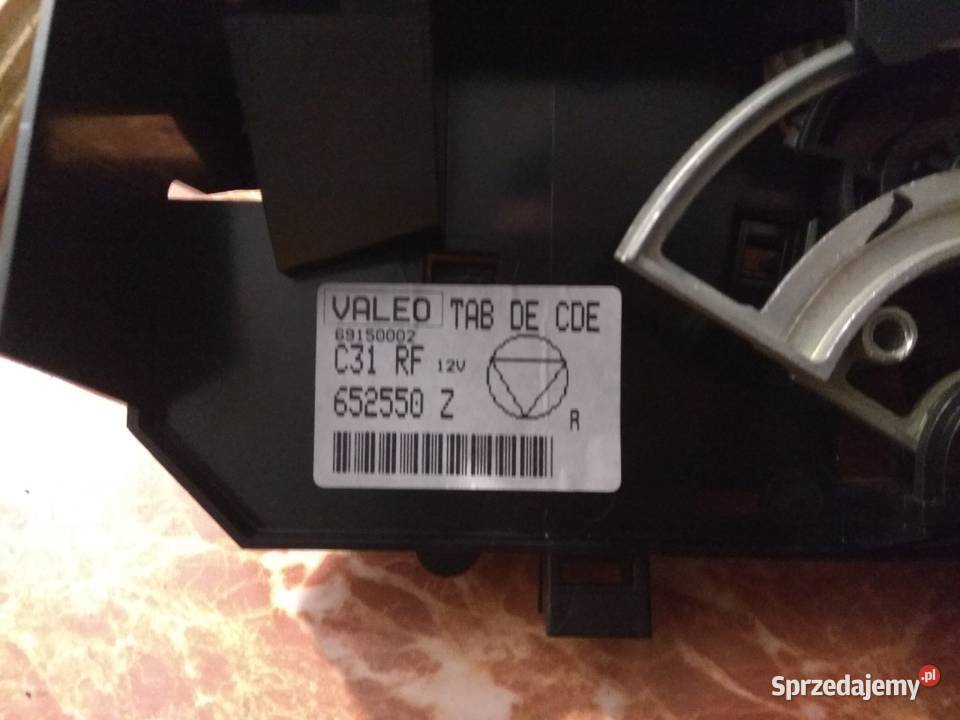 VALEO TAB DE CDE
69150002
C31 RF 12V
652550 Z
R
Sprzedajemy.pl